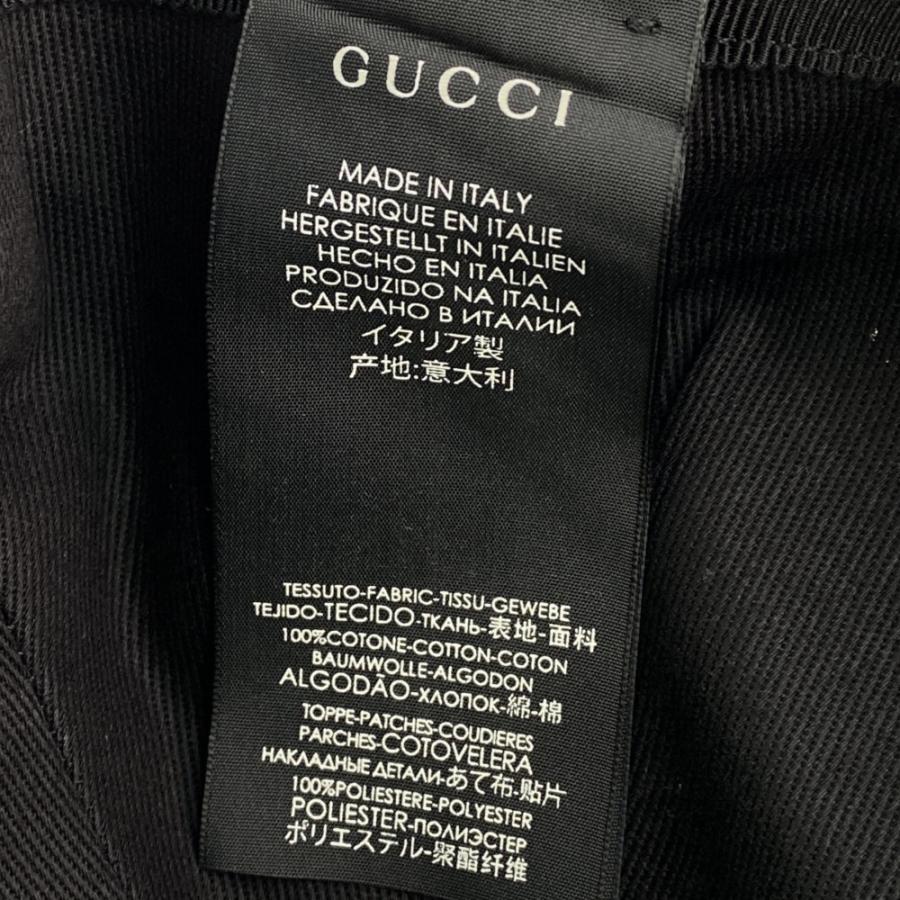 GUCCI
MADE IN ITALY
FABRIQUE EN ITALIE
HERGESTELLT IN ITALIEN
HECHO EN ITALIA
PRODUZIDO NA ITALIA
СДЕЛАНО В ИТАЛИИ
イタリア製
产地:意大利
TESSUTO-FABRIC-TISSU-GEWEBE
TEJIDO-TECIDO-ТКАНЬ-表地-面料
100%COTONE-COTTON-COTON
BAUMWOLLE-ALGODON
ALGODÃO-ХЛОПОК-綿-棉
TOPPE-PATCHES-COUDIERES
PARCHES-COTOVELERA
НАКЛАДНЫЕ ДЕТАЛИ-あて布-贴片
100%POLIESTERE-POLYESTER
POLIESTER-ПОЛИЭСТЕР
ポリエステル-聚酯纤维